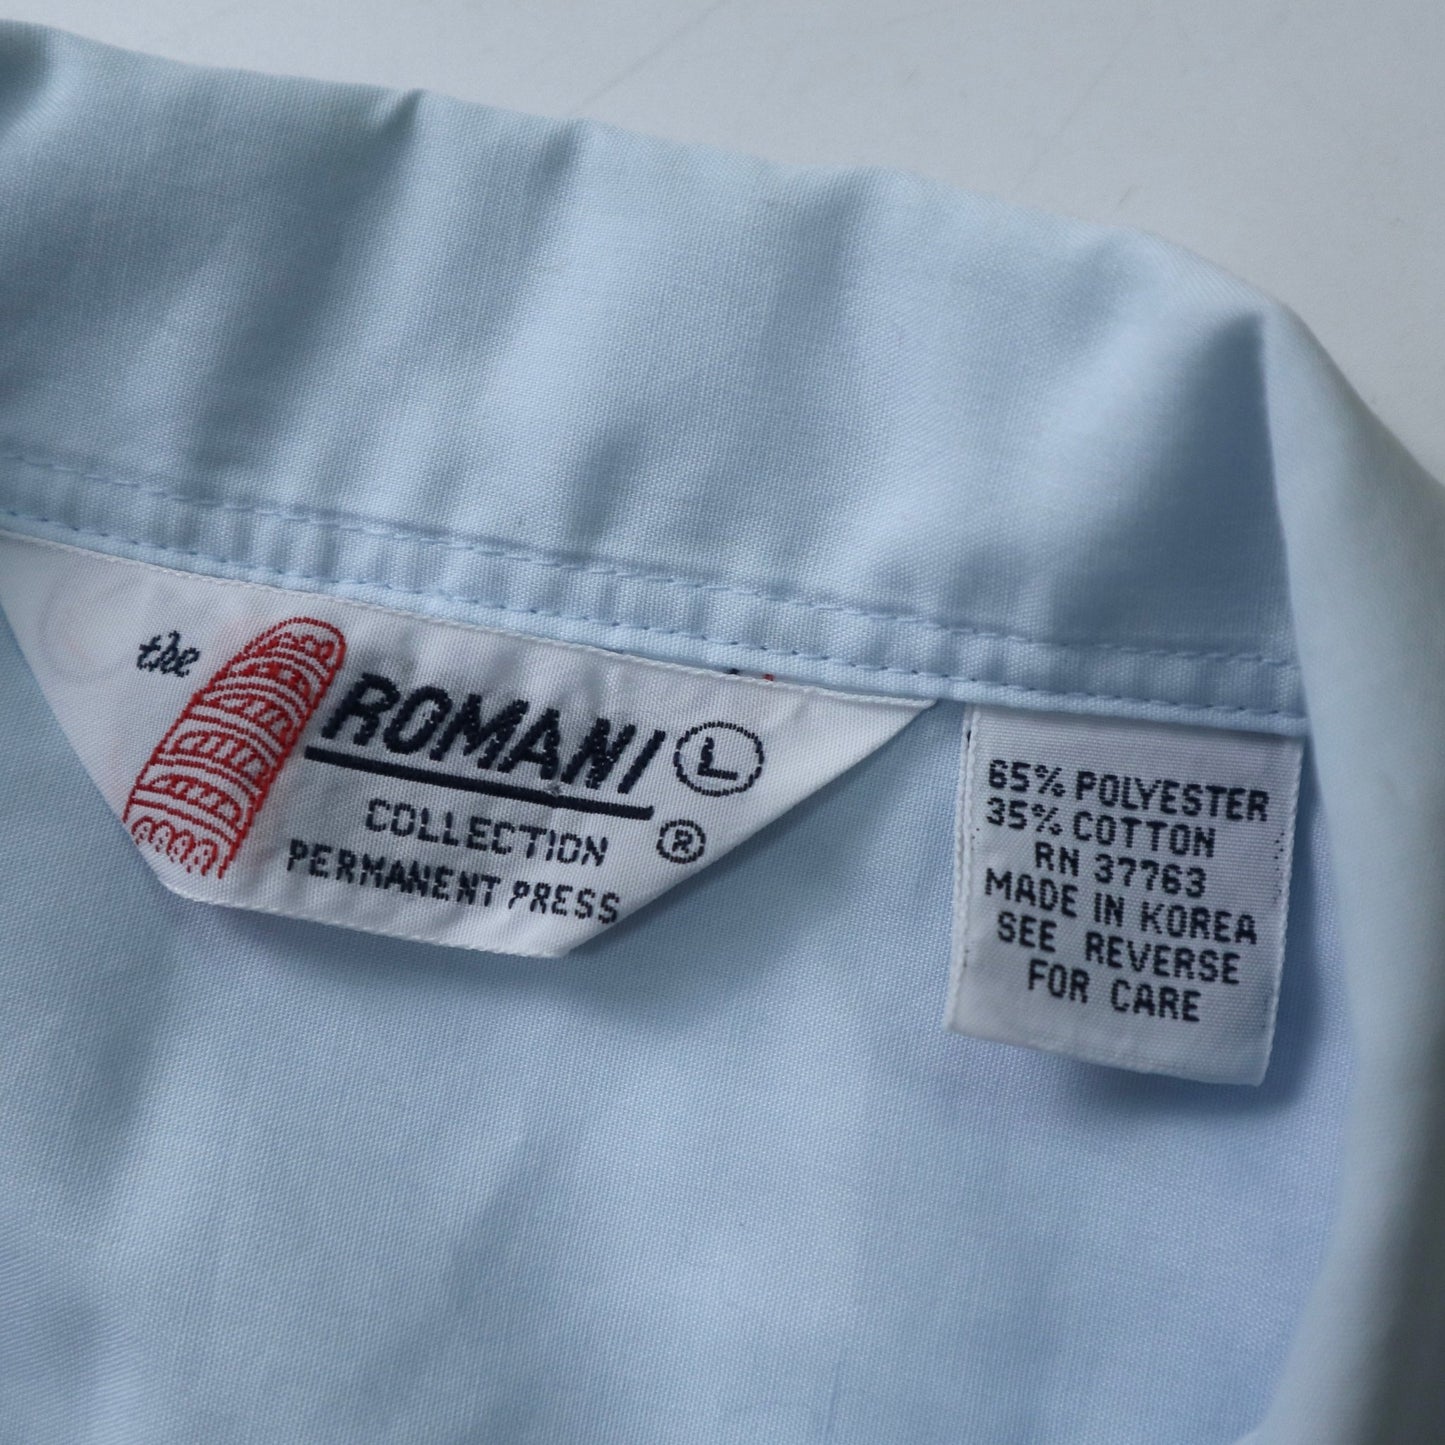 the ROMANI L
COLLECTION ®
PERMANENT PRESS
65% POLYESTER
35% COTTON
RN 37763
MADE IN KOREA
SEE REVERSE
FOR CARE